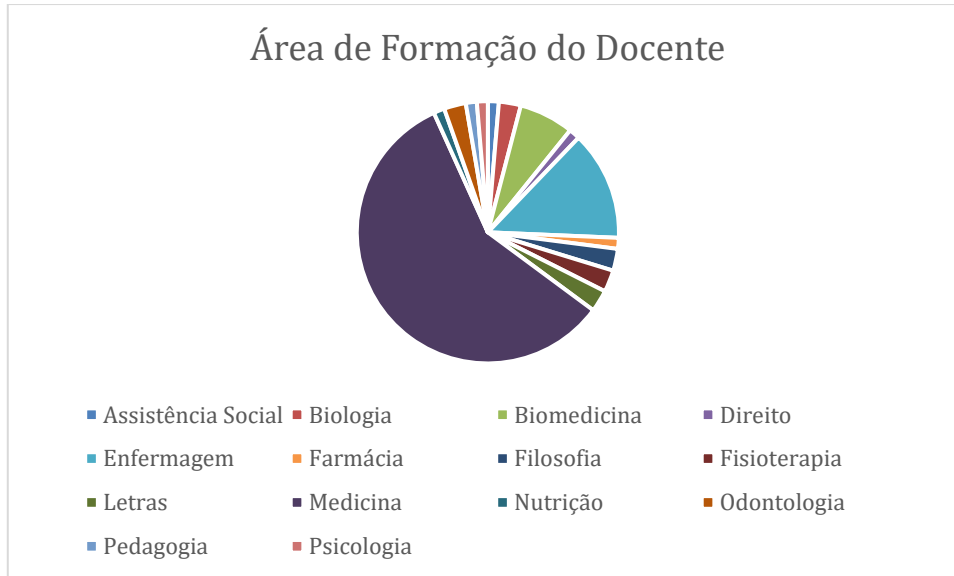 Área de Formação do Docente
Assistência Social Biologia Biomedicina Direito
Enfermagem Farmácia Filosofia Fisioterapia
Letras Medicina Nutrição Odontologia
Pedagogia Psicologia